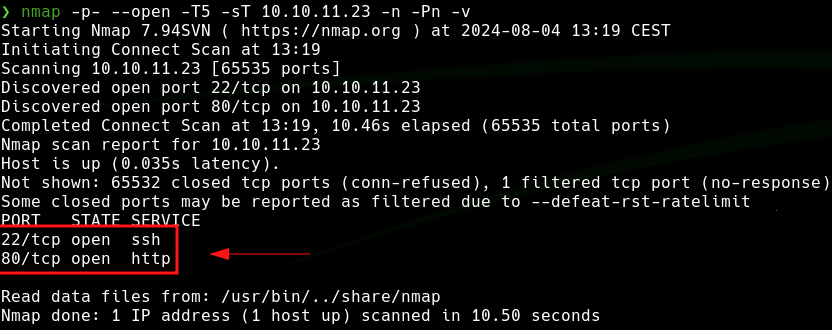 ❯ nmap -p- --open -T5 -sT 10.10.11.23 -n -Pn -v
Starting Nmap 7.94SVN ( https://nmap.org ) at 2024-08-04 13:19 CEST
Initiating Connect Scan at 13:19
Scanning 10.10.11.23 [65535 ports]
Discovered open port 22/tcp on 10.10.11.23
Discovered open port 80/tcp on 10.10.11.23
Completed Connect Scan at 13:19, 10.46s elapsed (65535 total ports)
Nmap scan report for 10.10.11.23
Host is up (0.035s latency).
Not shown: 65532 closed tcp ports (conn-refused), 1 filtered tcp port (no-response)
Some closed ports may be reported as filtered due to --defeat-rst-ratelimit
PORT   STATE SERVICE
22/tcp open  ssh
80/tcp open  http
Read data files from: /usr/bin/../share/nmap
Nmap done: 1 IP address (1 host up) scanned in 10.50 seconds